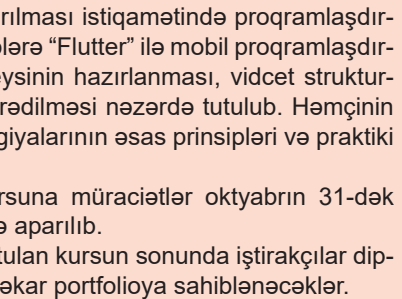 rılması istiqamətində proqramlaşdır-
lərə “Flutter” ilə mobil proqramlaşdır-
eysinin hazırlanması, vidcet struktur-
rədilməsi nəzərdə tutulub. Həmçinin
giyalarının əsas prinsipləri və praktiki
rsuna müraciətlər oktyabrın 31-dək
ə aparılıb.
tulan kursun sonunda iştirakçılar dip-
əkar portfolioya sahiblənəcəklər.